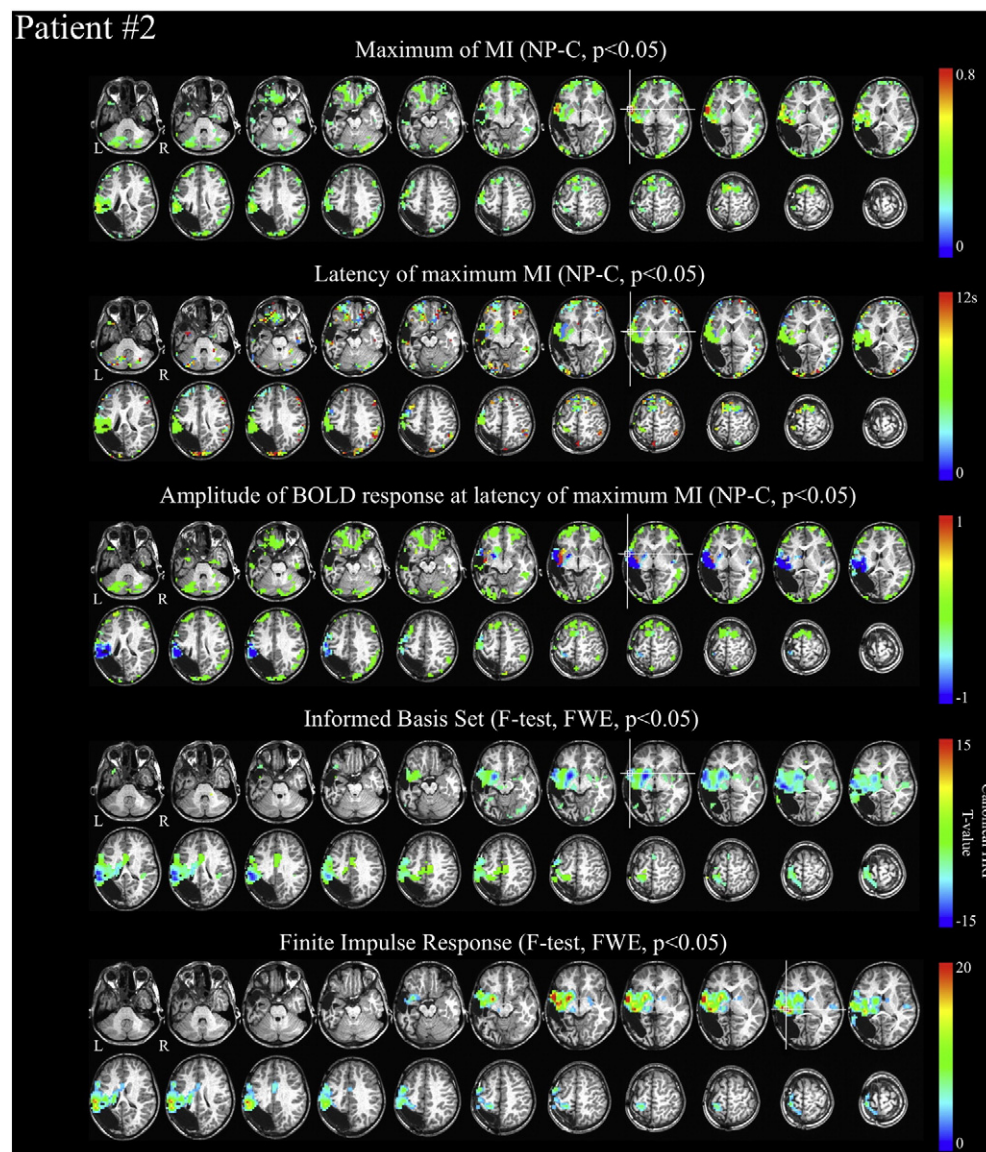 Patient #2
Maximum of MI (NP-C, p<0.05)
0.8
L R
0
Latency of maximum MI (NP-C, p<0.05)
12s
L R
0
Amplitude of BOLD response at latency of maximum MI (NP-C, p<0.05)
1
L R
-1
Informed Basis Set (F-test, FWE, p<0.05)
15
L R
T-value
-15
Finite Impulse Response (F-test, FWE, p<0.05)
20
L R
0